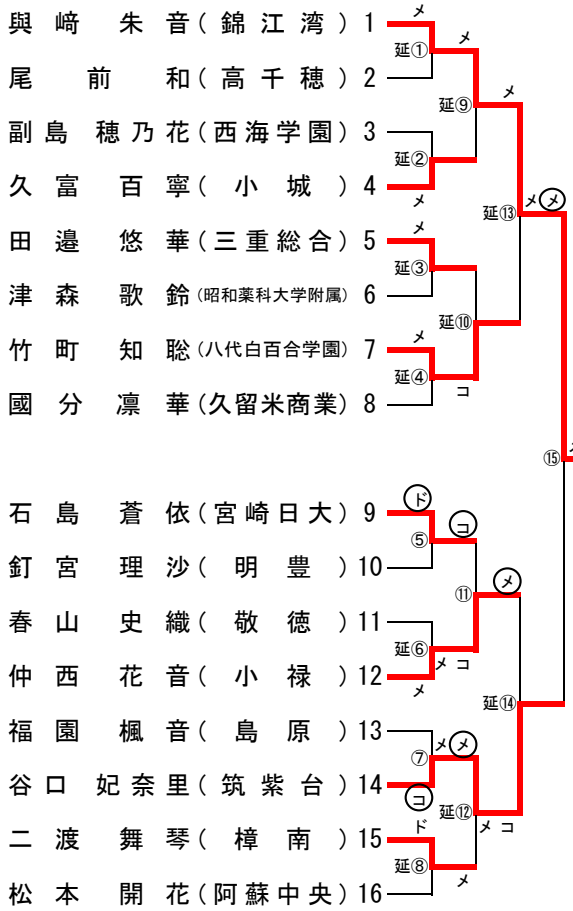 與﨑朱音(錦江湾) 1
メ
延①
メ
尾前和(高千穂) 2
延⑨
メ
副島穂乃花(西海学園) 3
延②
久富百寧(小城) 4
メ
延⑬
メ㋱
田邉悠華(三重総合) 5
メ
延③
津森歌鈴(昭和薬科大学附属) 6
延⑩
竹町知聡(八代白百合学園) 7
メ
延④
コ
國分凛華(久留米商業) 8
⑮
石島蒼依(宮崎日大) 9
ド
⑤
コ
釘宮理沙(明豊) 10
⑪
メ
春山史織(敬徳) 11
延⑥
メコ
仲西花音(小禄) 12
メ
延⑭
福園楓音(島原) 13
⑦
メ㋱
谷口妃奈里(筑紫台) 14
コ
延⑫
メコ
二渡舞琴(樟南) 15
ド
延⑧
メ
松本開花(阿蘇中央) 16